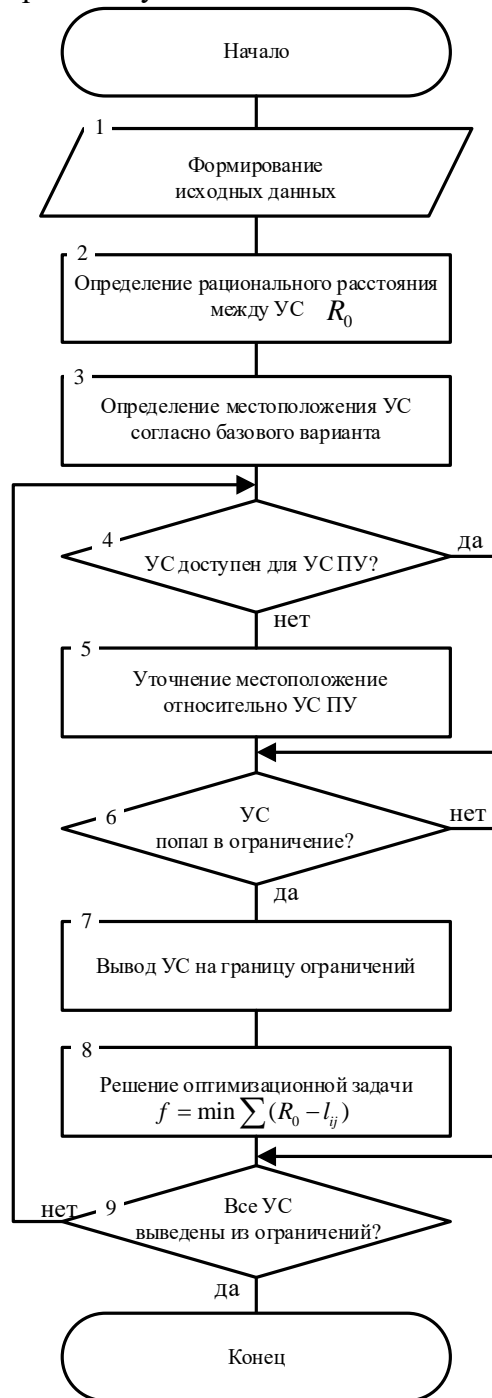 Начало
1
Формирование
исходных данных
2
Определение рационального расстояния
между УС R₀
3
Определение местоположения УС
согласно базового варианта
4
УС доступен для УС ПУ?
да
нет
5
Уточнение местоположение
относительно УС ПУ
6
УС
попал в ограничение?
нет
да
7
Вывод УС на границу ограничений
8
Решение оптимизационной задачи
f = min ∑ (R₀ − lᵢⱼ)
9
Все УС
выведены из ограничений?
нет
да
Конец